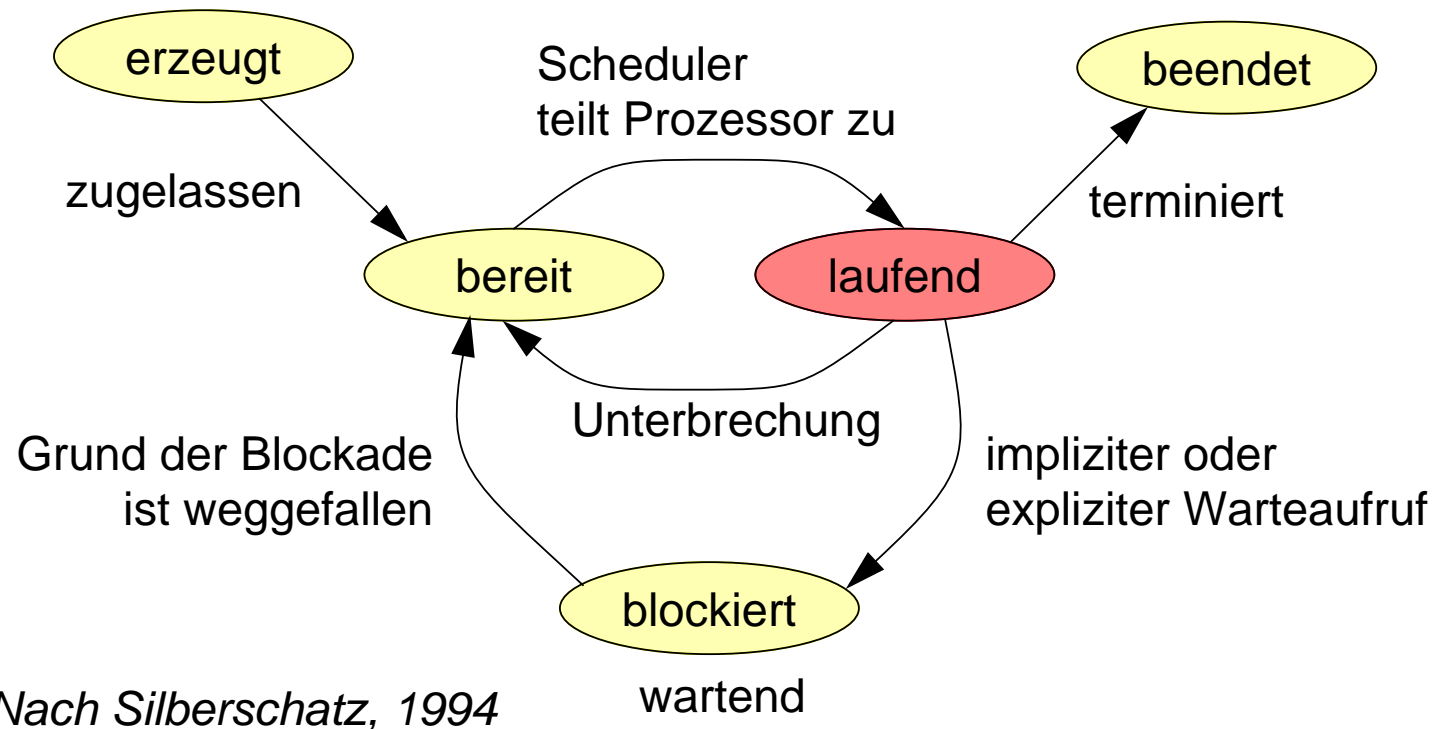 erzeugt
Scheduler
teilt Prozessor zu
beendet
zugelassen
terminiert
bereit
laufend
Unterbrechung
Grund der Blockade
ist weggefallen
impliziter oder
expliziter Warteaufruf
blockiert
wartend
Nach Silberschatz, 1994